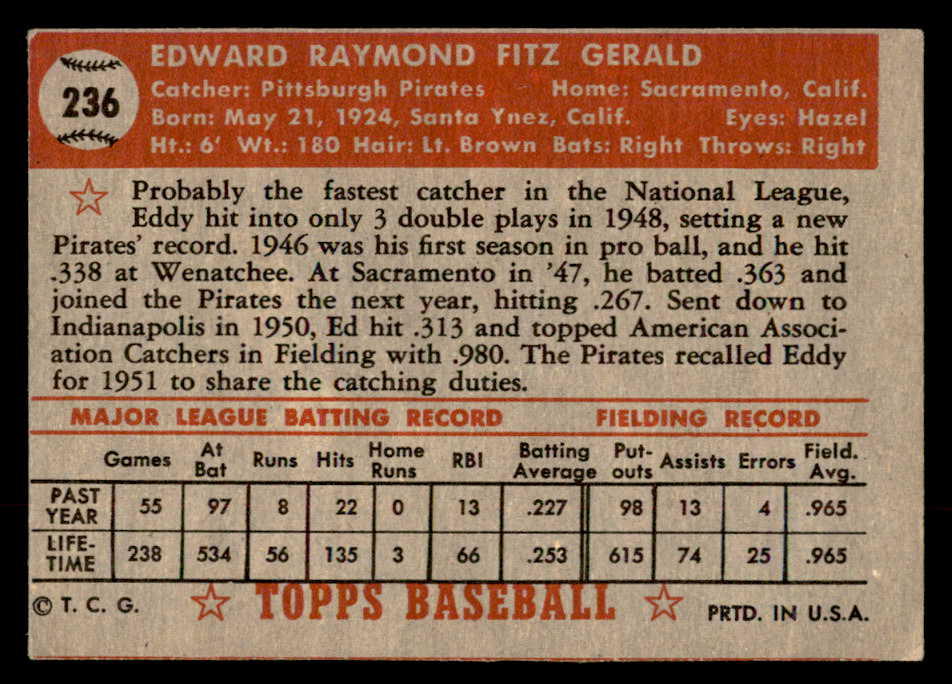 236
EDWARD RAYMOND FITZ GERALD
Catcher: Pittsburgh Pirates Home: Sacramento, Calif.
Born: May 21, 1924, Santa Ynez, Calif. Eyes: Hazel
Ht.: 6' Wt.: 180 Hair: Lt. Brown Bats: Right Throws: Right
Probably the fastest catcher in the National League,
Eddy hit into only 3 double plays in 1948, setting a new
Pirates' record. 1946 was his first season in pro ball, and he hit
.338 at Wenatchee. At Sacramento in '47, he batted .363 and
joined the Pirates the next year, hitting .267. Sent down to
Indianapolis in 1950, Ed hit .313 and topped American Associ-
ation Catchers in Fielding with .980. The Pirates recalled Eddy
for 1951 to share the catching duties.
MAJOR LEAGUE BATTING RECORD FIELDING RECORD
Games At Bat Runs Hits Home Runs RBI Batting Average Put-outs Assists Errors Field. Avg.
PAST YEAR 55 97 8 22 0 13 .227 98 13 4 .965
LIFE-TIME 238 534 56 135 3 66 .253 615 74 25 .965
© T. C. G. TOPPS BASEBALL PRTD. IN U.S.A.